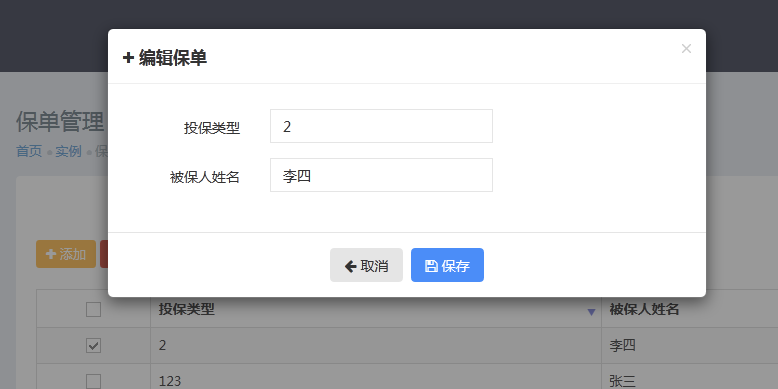 编辑保单
×
投保类型
2
被保人姓名
李四
取消
保存
保单管理
首页 实例 保
添加
投保类型
被保人姓名
2
李四
123
张三